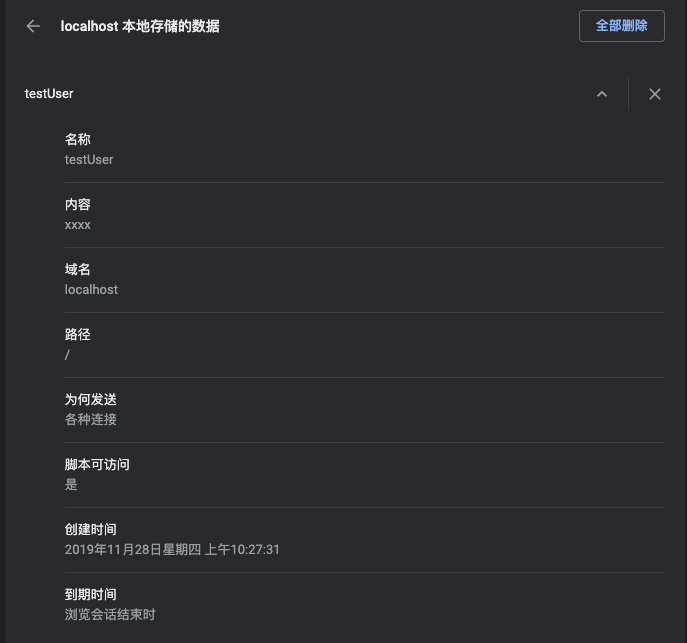 localhost 本地存储的数据
全部删除
testUser
名称
testUser
内容
xxxx
域名
localhost
路径
/
为何发送
各种连接
脚本可访问
是
创建时间
2019年11月28日星期四 上午10:27:31
到期时间
浏览会话结束时